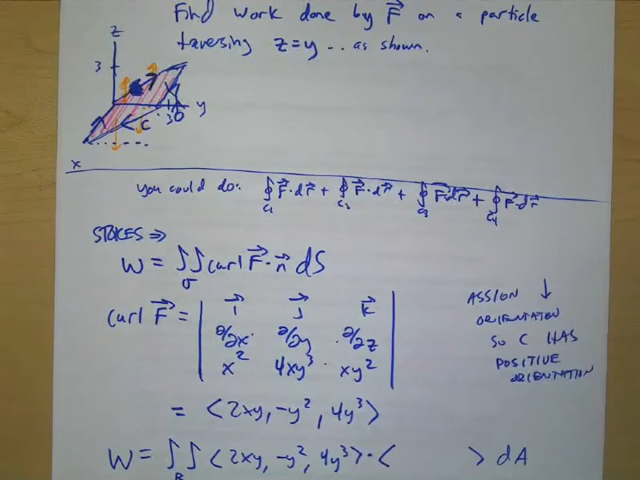 Find work done by F→ on a particle
traversing z=y .. as shown.
z
3
y
3
C
x
you could do: ∮F→·dr→ + ∮F→·dr→ + ∮F→·dr→ + ∮F→·dr→
C1 C2 C3 C4
STOKES ⇒
W = ∬ curl F→ · n→ dS
σ
curl F→ = | i→ j→ k→ |
∂/∂x ∂/∂y ∂/∂z
x² 4xy³ xy²
ASSIGN ↓
ORIENTATION
SO C HAS
POSITIVE
ORIENTATION
= <2xy, -y², 4y³>
W = ∬ <2xy, -y², 4y³> · < > dA
R